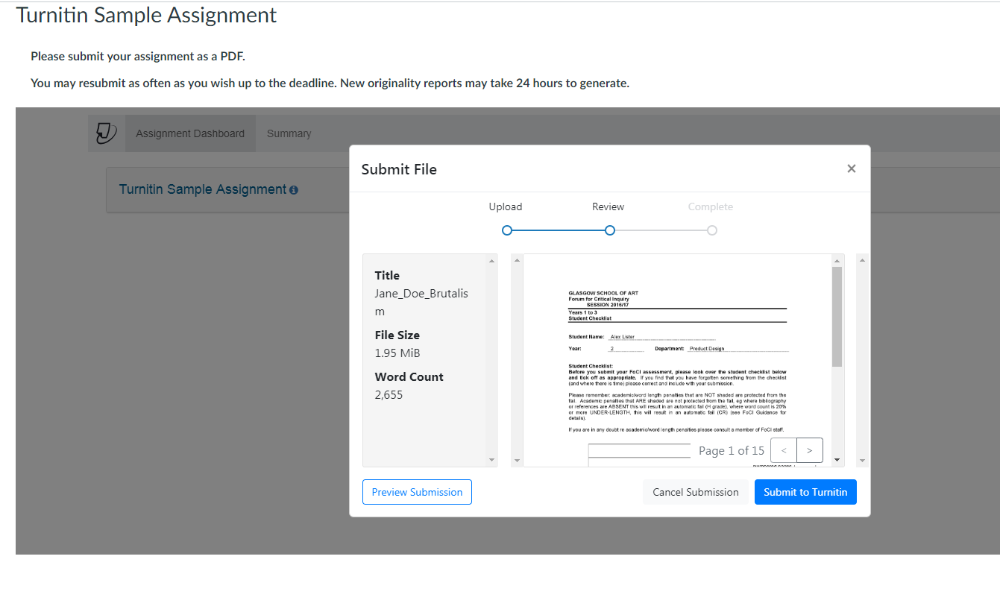 Turnitin Sample Assignment
Please submit your assignment as a PDF.
You may resubmit as often as you wish up to the deadline. New originality reports may take 24 hours to generate.
Assignment Dashboard
Summary
Turnitin Sample Assignment
Submit File
×
Upload
Review
Complete
Title
Jane_Doe_Brutalis
m
File Size
1.95 MiB
Word Count
2,655
GLASGOW SCHOOL OF ART
Forum for Critical Inquiry
SESSION 2016/17
Years 1 to 3
Student Checklist
Student Name: Alex Lister
Year: 2 Department: Product Design
Student Checklist:
Before you submit your FoCI assessment, please look over the student checklist below
and tick off as appropriate. If you find that you have forgotten something from the checklist
(and where there is time) please correct and include with your submission.
Please remember: academic/word length penalties that are NOT shaded are protected from the
fail. Academic penalties that ARE shaded are not protected from the fail, eg where bibliography
or references are ABSENT this will result in an automatic fail (H grade), where word count is 20%
or more UNDER-LENGTH, this will result in an automatic fail (CR) (see FoCI Guidance for
details).
If you are in any doubt re academic/word length penalties please consult a member of FoCI staff.
Page 1 of 15 < >
Preview Submission
Cancel Submission
Submit to Turnitin